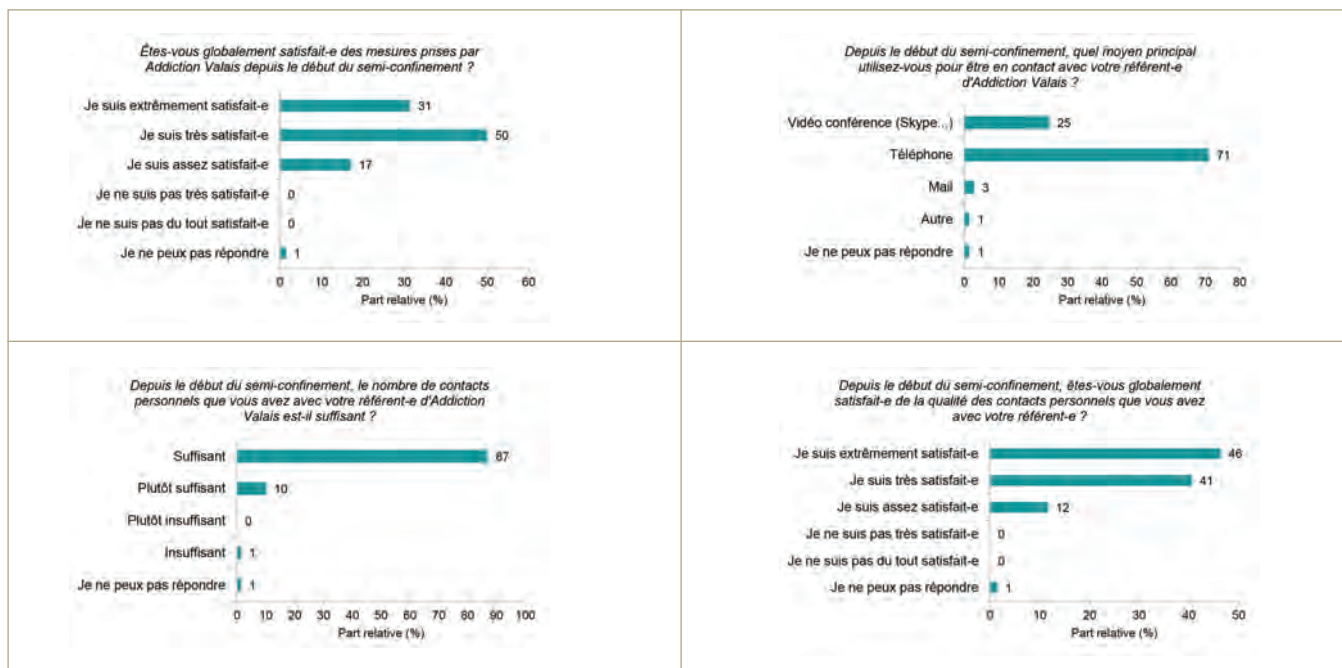 Êtes-vous globalement satisfait-e des mesures prises par
Addiction Valais depuis le début du semi-confinement ?
Je suis extrêmement satisfait-e 31
Je suis très satisfait-e 50
Je suis assez satisfait-e 17
Je ne suis pas très satisfait-e 0
Je ne suis pas du tout satisfait-e 0
Je ne peux pas répondre 1
0 10 20 30 40 50 60
Part relative (%)
Depuis le début du semi-confinement, quel moyen principal
utilisez-vous pour être en contact avec votre référent-e
d'Addiction Valais ?
Vidéo conférence (Skype...) 25
Téléphone 71
Mail 3
Autre 1
Je ne peux pas répondre 1
0 10 20 30 40 50 60 70 80
Part relative (%)
Depuis le début du semi-confinement, le nombre de contacts
personnels que vous avez avec votre référent-e d'Addiction
Valais est-il suffisant ?
Suffisant 87
Plutôt suffisant 10
Plutôt insuffisant 0
Insuffisant 1
Je ne peux pas répondre 1
0 10 20 30 40 50 60 70 80 90 100
Part relative (%)
Depuis le début du semi-confinement, êtes-vous globalement
satisfait-e de la qualité des contacts personnels que vous avez
avec votre référent-e ?
Je suis extrêmement satisfait-e 46
Je suis très satisfait-e 41
Je suis assez satisfait-e 12
Je ne suis pas très satisfait-e 0
Je ne suis pas du tout satisfait-e 0
Je ne peux pas répondre 1
0 10 20 30 40 50
Part relative (%)